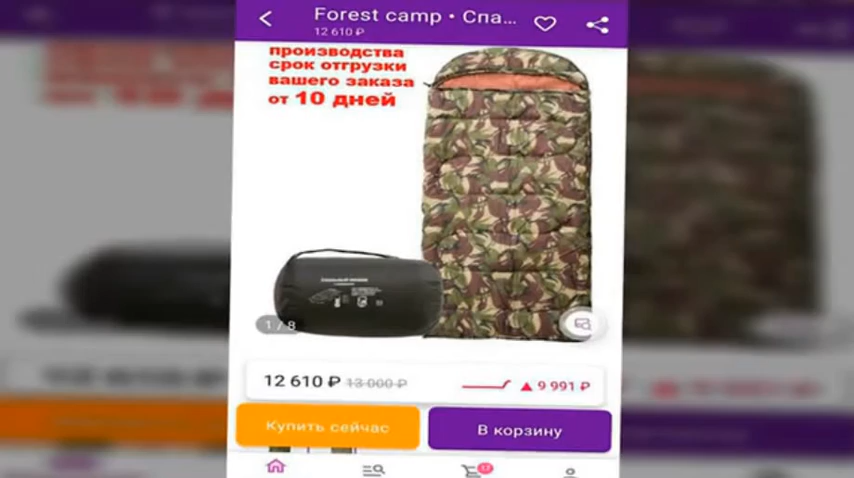 Forest camp • Спа...
12 610 ₽
производства
срок отгрузки
вашего заказа
от 10 дней
1 / 8
12 610 ₽ 13 000 ₽ ▲ 9 991 ₽
Купить сейчас
В корзину